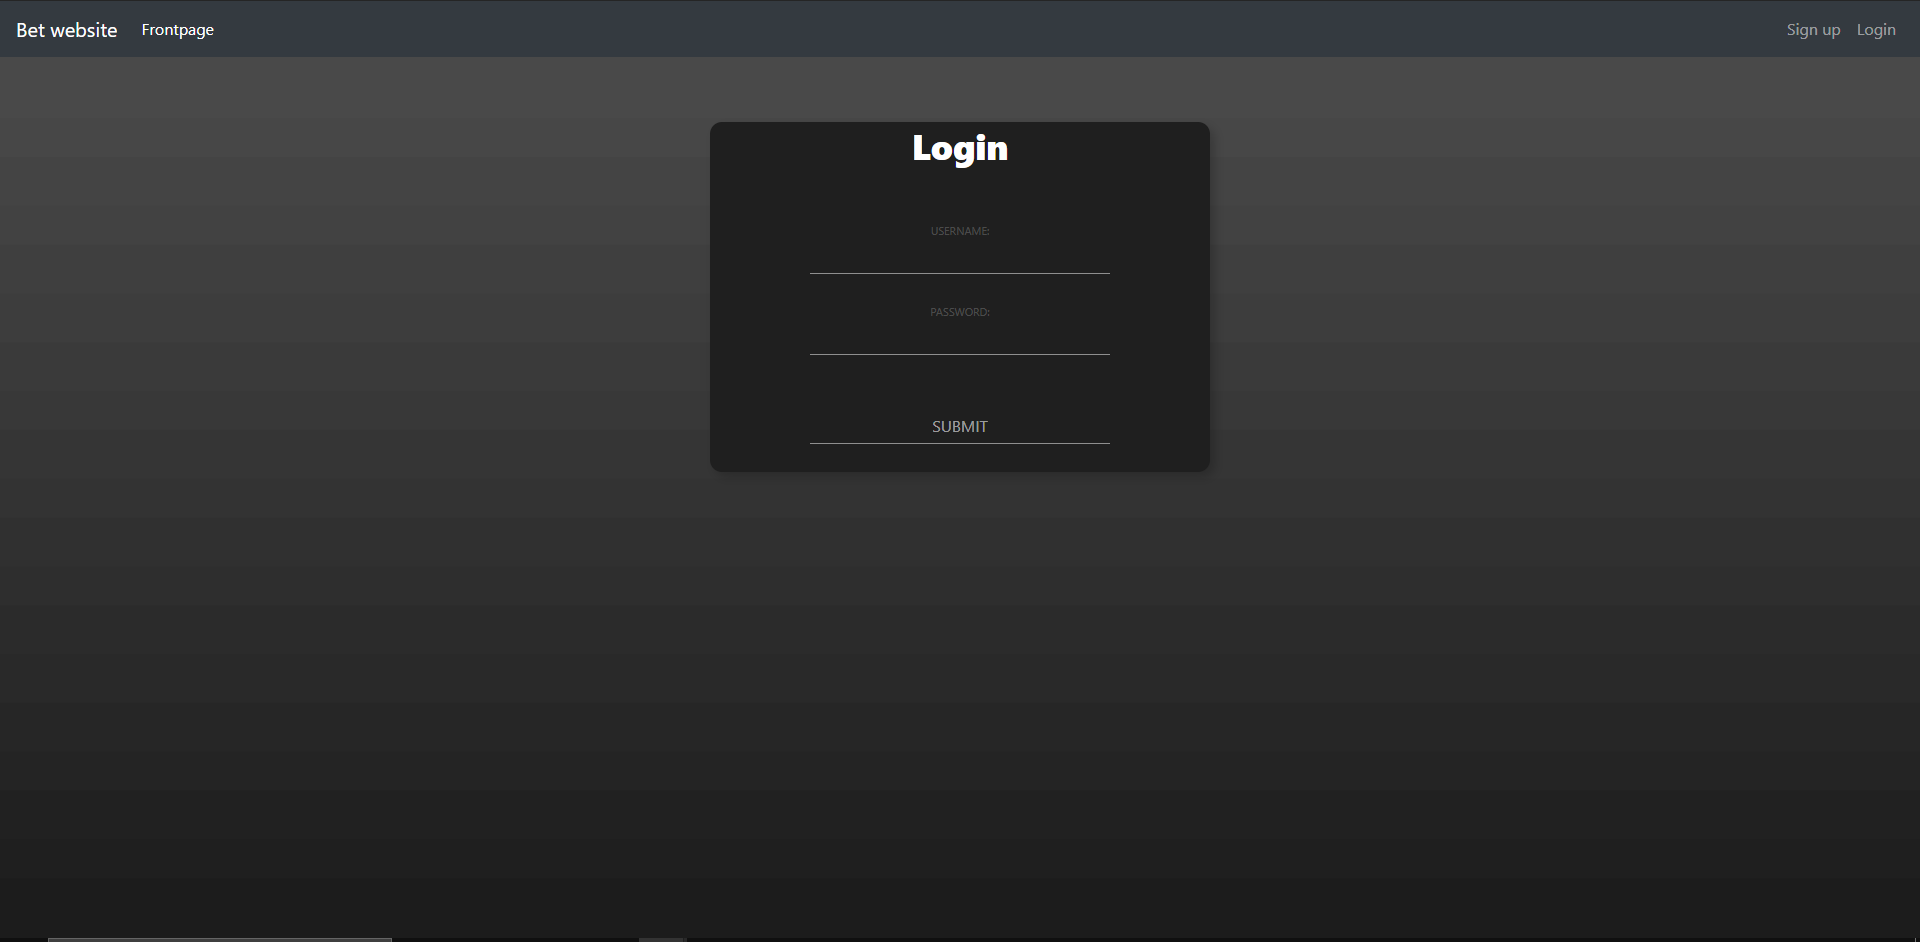 Bet website Frontpage Sign up Login
Login
USERNAME:
PASSWORD:
SUBMIT